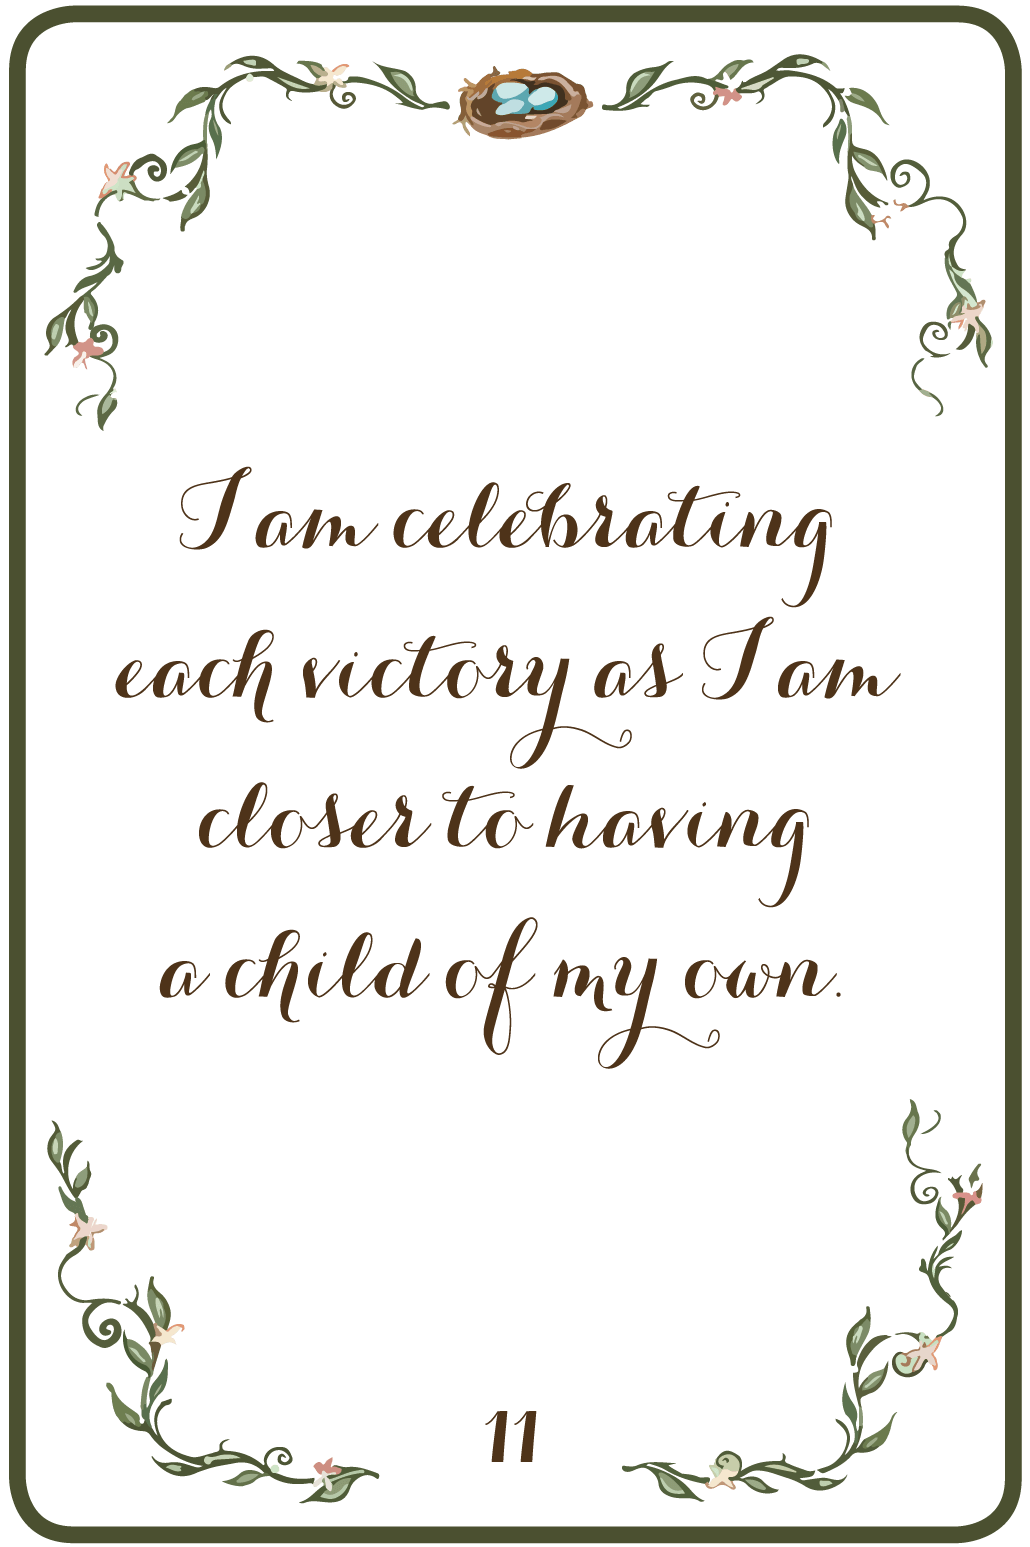 I am celebrating
each victory as I am
closer to having
a child of my own.
11